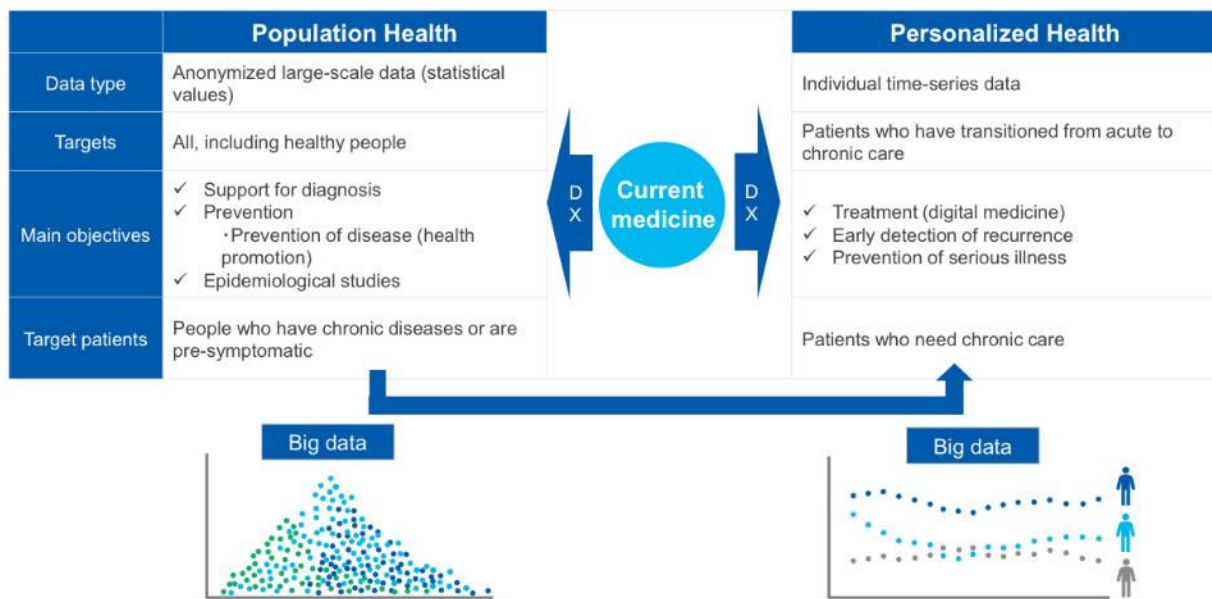 Population Health
Personalized Health
Data type
Anonymized large-scale data (statistical
values)
Individual time-series data
Targets
All, including healthy people
Patients who have transitioned from acute to
chronic care
Main objectives
✓ Support for diagnosis
✓ Prevention
・Prevention of disease (health
promotion)
✓ Epidemiological studies
D
X
Current
medicine
D
X
✓ Treatment (digital medicine)
✓ Early detection of recurrence
✓ Prevention of serious illness
Target patients
People who have chronic diseases or are
pre-symptomatic
Patients who need chronic care
Big data
Big data